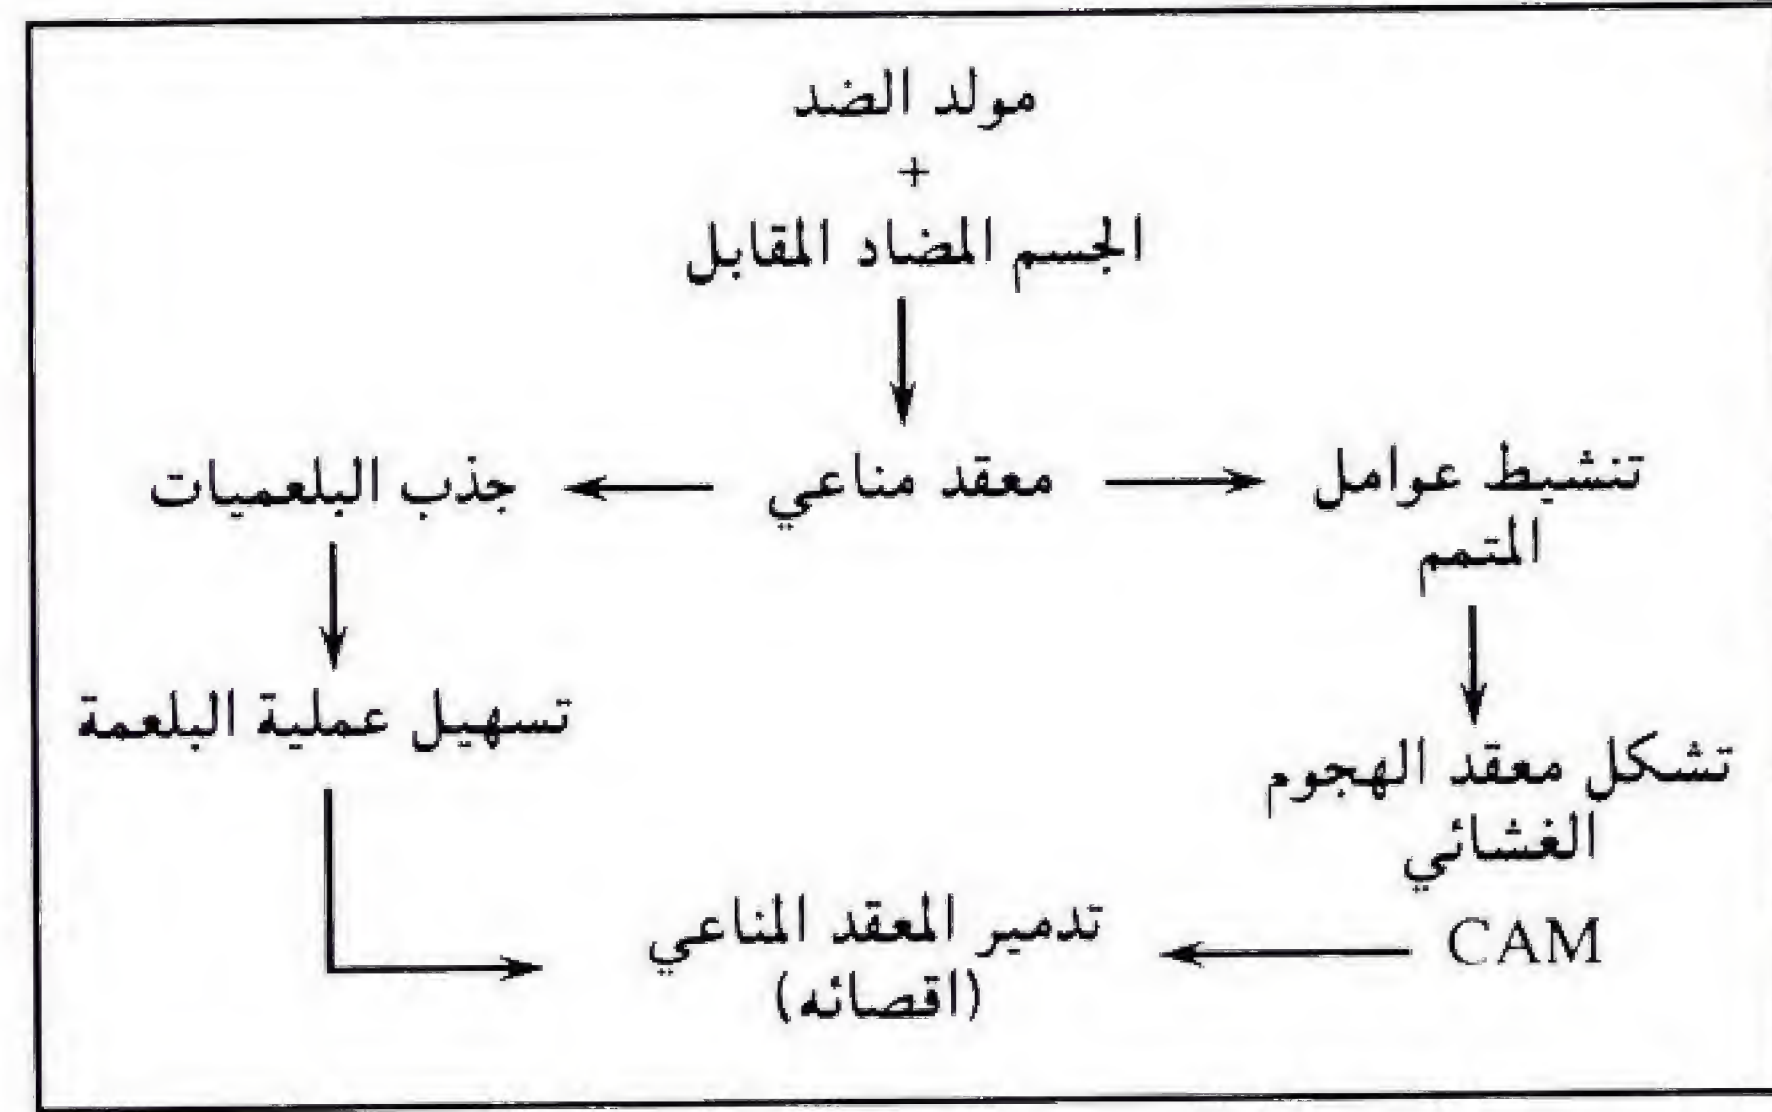 مولد الضد
+
الجسم المضاد المقابل
تنشيط عوامل
المتمم
معقد مناعي
جذب البلعميات
تسهيل عملية البلعمة
تشكل معقد الهجوم
الغشائي
CAM
تدمير المعقد المناعي
(اقصائه)